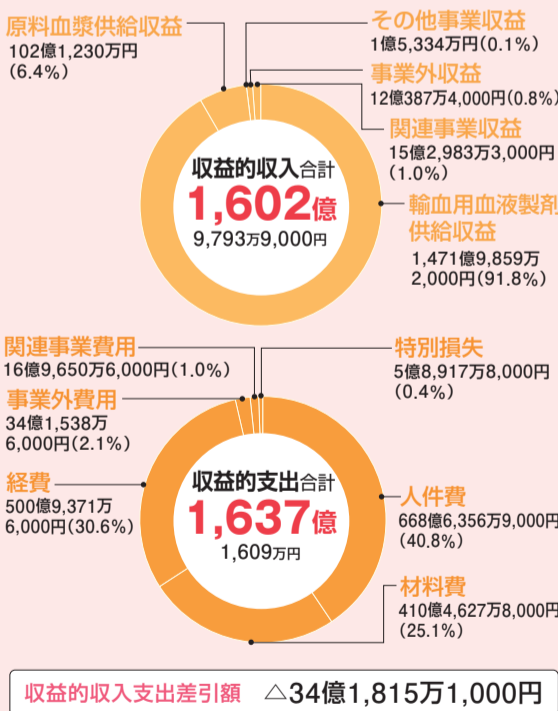 原料血漿供給収益
102億1,230万円
(6.4%)
その他事業収益
1億5,334万円(0.1%)
事業外収益
12億387万4,000円(0.8%)
関連事業収益
15億2,983万3,000円
(1.0%)
輸血用血液製剤
供給収益
1,471億9,859万
2,000円(91.8%)
収益的収入合計
1,602億
9,793万9,000円
関連事業費用
16億9,650万6,000円(1.0%)
事業外費用
34億1,538万
6,000円(2.1%)
経費
500億9,371万
6,000円(30.6%)
特別損失
5億8,917万8,000円
(0.4%)
人件費
668億6,356万9,000円
(40.8%)
材料費
410億4,627万8,000円
(25.1%)
収益的支出合計
1,637億
1,609万円
収益的収入支出差引額 △34億1,815万1,000円